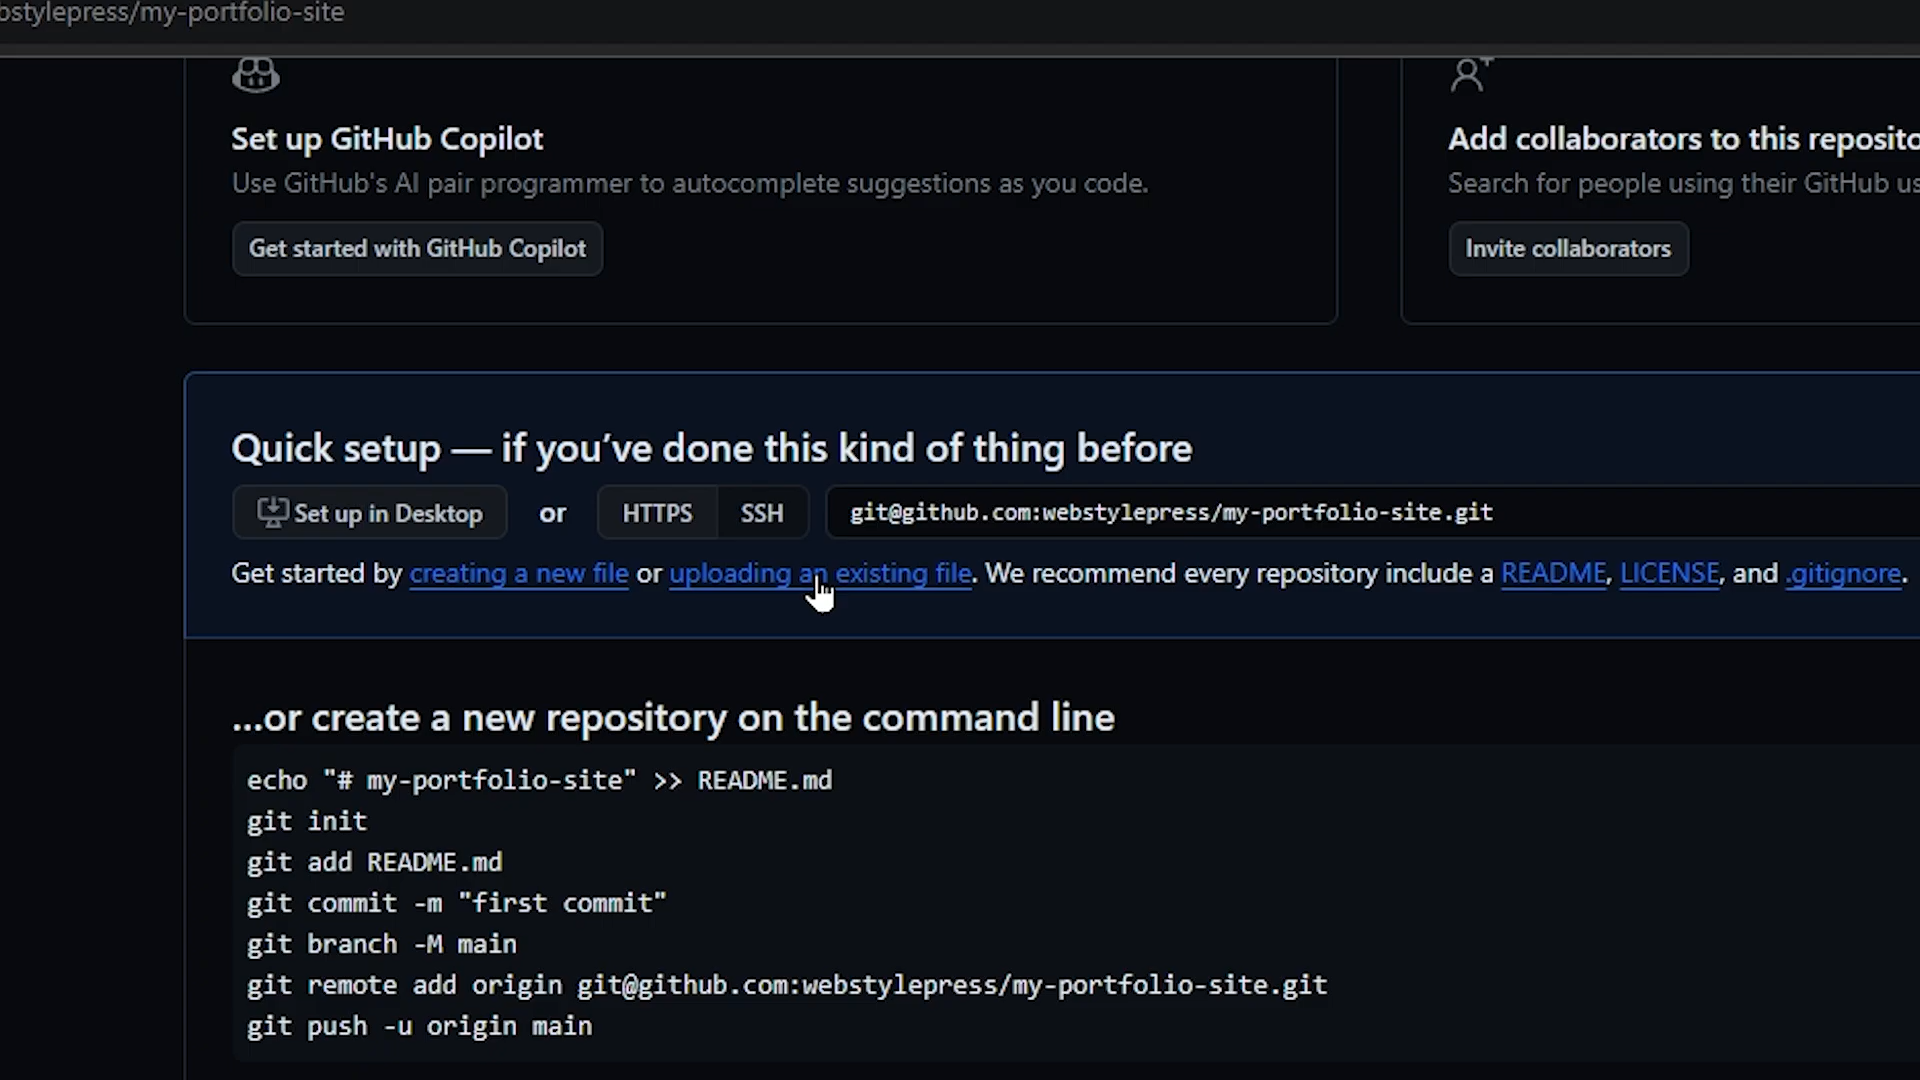 bstylepress/my-portfolio-site
Set up GitHub Copilot
Use GitHub's AI pair programmer to autocomplete suggestions as you code.
Get started with GitHub Copilot
Add collaborators to this reposito
Search for people using their GitHub us
Invite collaborators
Quick setup — if you’ve done this kind of thing before
Set up in Desktop or HTTPS SSH git@github.com:webstylepress/my-portfolio-site.git
Get started by creating a new file or uploading an existing file. We recommend every repository include a README, LICENSE, and .gitignore.
…or create a new repository on the command line
echo "# my-portfolio-site" >> README.md
git init
git add README.md
git commit -m "first commit"
git branch -M main
git remote add origin git@github.com:webstylepress/my-portfolio-site.git
git push -u origin main